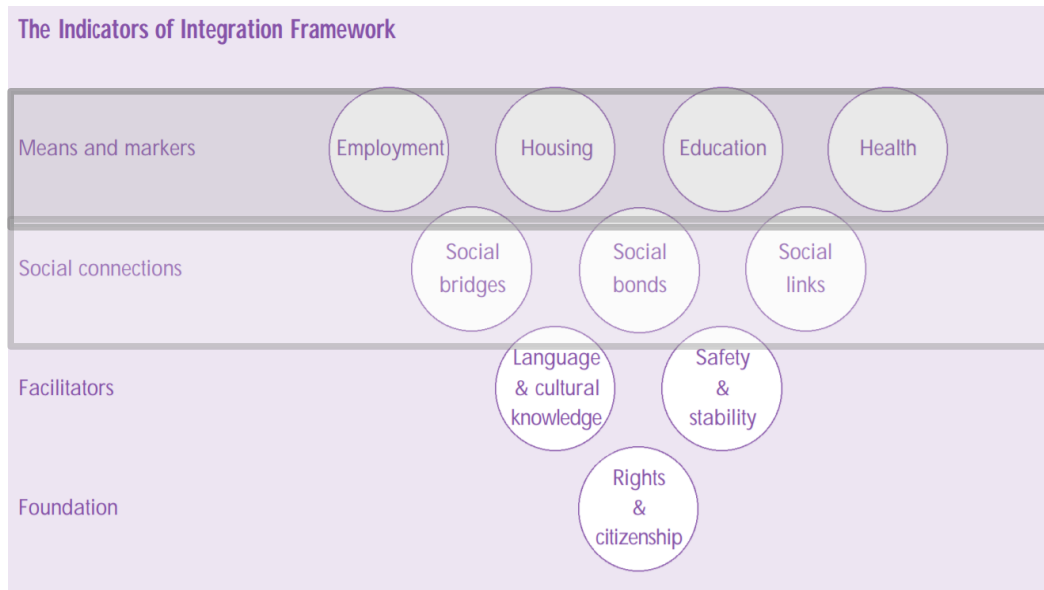 The Indicators of Integration Framework
Means and markers
Employment
Housing
Education
Health
Social connections
Social
bridges
Social
bonds
Social
links
Facilitators
Language
& cultural
knowledge
Safety
&
stability
Foundation
Rights
&
citizenship